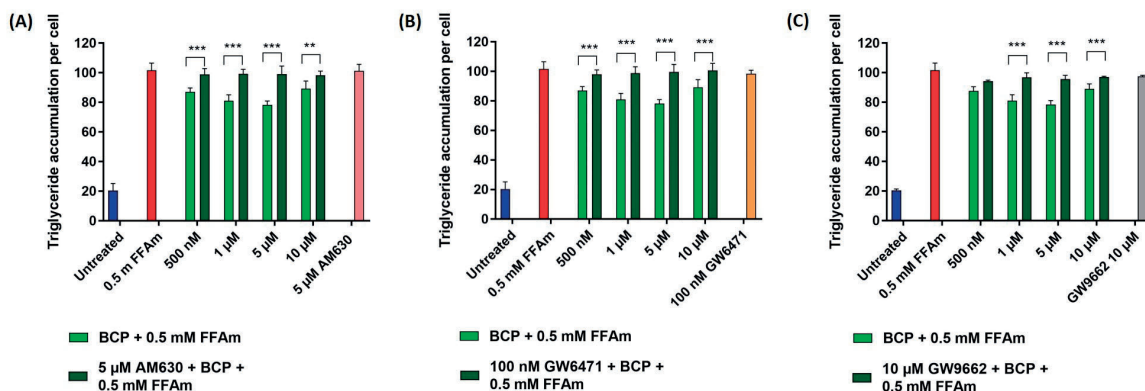 (A)
Triglyceride accumulation per cell
120
100
80
60
40
20
0
***
***
***
**
Untreated
0.5 m FFAm
500 nM
1 µM
5 µM
10 µM
5 µM AM630
BCP + 0.5 mM FFAm
5 µM AM630 + BCP +
0.5 mM FFAm
(B)
Triglyceride accumulation per cell
120
100
80
60
40
20
0
***
***
***
***
Untreated
0.5 mM FFAm
500 nM
1 µM
5 µM
10 µM
100 nM GW6471
BCP + 0.5 mM FFAm
100 nM GW6471 + BCP +
0.5 mM FFAm
(C)
Triglyceride accumulation per cell
120
100
80
60
40
20
0
***
***
***
Untreated
0.5 mM FFAm
500 nM
1 µM
5 µM
10 µM
GW9662 10 µM
BCP + 0.5 mM FFAm
10 µM GW9662 + BCP +
0.5 mM FFAm